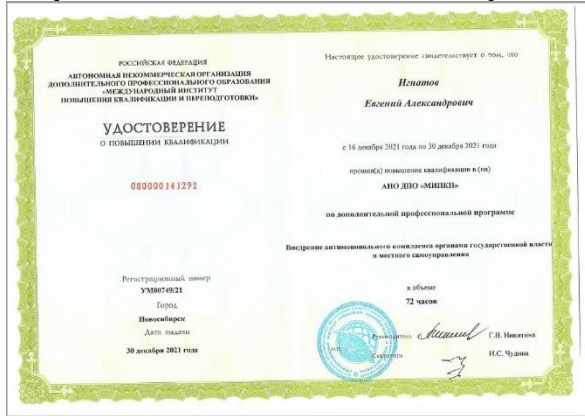 РОССИЙСКАЯ ФЕДЕРАЦИЯ
АВТОНОМНАЯ НЕКОММЕРЧЕСКАЯ ОРГАНИЗАЦИЯ
ДОПОЛНИТЕЛЬНОГО ПРОФЕССИОНАЛЬНОГО ОБРАЗОВАНИЯ
«МЕЖДУНАРОДНЫЙ ИНСТИТУТ
ПОВЫШЕНИЯ КВАЛИФИКАЦИИ И ПЕРЕПОДГОТОВКИ»
УДОСТОВЕРЕНИЕ
О ПОВЫШЕНИИ КВАЛИФИКАЦИИ
080000141292
Регистрационный номер
УМ00749/21
Город
Новосибирск
Дата выдачи
30 декабря 2021 года
Настоящее удостоверение свидетельствует о том, что
Игнатов
Евгений Александрович
с 16 декабря 2021 года по 30 декабря 2021 года
прошел(а) повышение квалификации в (на)
АНО ДПО «МИПКП»
по дополнительной профессиональной программе
Внедрение антимонопольного комплаенса органами государственной власти
и местного самоуправления
в объеме
72 часов
Руководитель Г.В. Никитина
М.П.
Секретарь И.С. Чудина